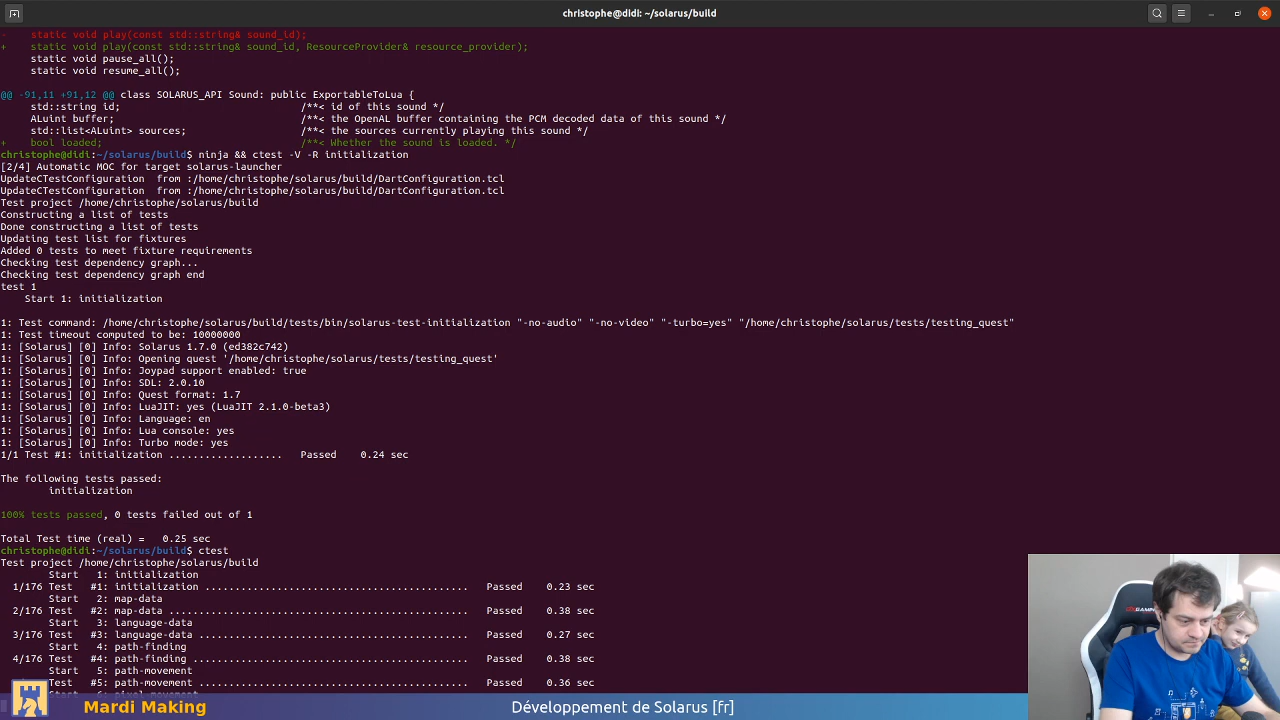 christophe@didi: ~/solarus/build
-    static void play(const std::string& sound_id);
+    static void play(const std::string& sound_id, ResourceProvider& resource_provider);
     static void pause_all();
     static void resume_all();
@@ -91,11 +91,12 @@ class SOLARUS_API Sound: public ExportableToLua {
     std::string id;                              /**< id of this sound */
     ALuint buffer;                               /**< the OpenAL buffer containing the PCM decoded data of this sound */
     std::list<ALuint> sources;                   /**< the sources currently playing this sound */
+    bool loaded;                                 /**< Whether the sound is loaded. */
christophe@didi:~/solarus/build$ ninja && ctest -V -R initialization
[2/4] Automatic MOC for target solarus-launcher
UpdateCTestConfiguration  from :/home/christophe/solarus/build/DartConfiguration.tcl
UpdateCTestConfiguration  from :/home/christophe/solarus/build/DartConfiguration.tcl
Test project /home/christophe/solarus/build
Constructing a list of tests
Done constructing a list of tests
Updating test list for fixtures
Added 0 tests to meet fixture requirements
Checking test dependency graph...
Checking test dependency graph end
test 1
    Start 1: initialization
1: Test command: /home/christophe/solarus/build/tests/bin/solarus-test-initialization "-no-audio" "-no-video" "-turbo=yes" "/home/christophe/solarus/tests/testing_quest"
1: Test timeout computed to be: 10000000
1: [Solarus] [0] Info: Solarus 1.7.0 (ed382c742)
1: [Solarus] [0] Info: Opening quest '/home/christophe/solarus/tests/testing_quest'
1: [Solarus] [0] Info: Joypad support enabled: true
1: [Solarus] [0] Info: SDL: 2.0.10
1: [Solarus] [0] Info: Quest format: 1.7
1: [Solarus] [0] Info: LuaJIT: yes (LuaJIT 2.1.0-beta3)
1: [Solarus] [0] Info: Language: en
1: [Solarus] [0] Info: Lua console: yes
1: [Solarus] [0] Info: Turbo mode: yes
1/1 Test #1: initialization ...................   Passed    0.24 sec
The following tests passed:
        initialization
100% tests passed, 0 tests failed out of 1
Total Test time (real) =   0.25 sec
christophe@didi:~/solarus/build$ ctest
Test project /home/christophe/solarus/build
        Start   1: initialization
  1/176 Test   #1: initialization ............................................   Passed    0.23 sec
        Start   2: map-data
  2/176 Test   #2: map-data ..................................................   Passed    0.38 sec
        Start   3: language-data
  3/176 Test   #3: language-data .............................................   Passed    0.27 sec
        Start   4: path-finding
  4/176 Test   #4: path-finding ..............................................   Passed    0.38 sec
        Start   5: path-movement
Test   #5: path-movement .............................................   Passed    0.36 sec
Mardi Making
Développement de Solarus [fr]